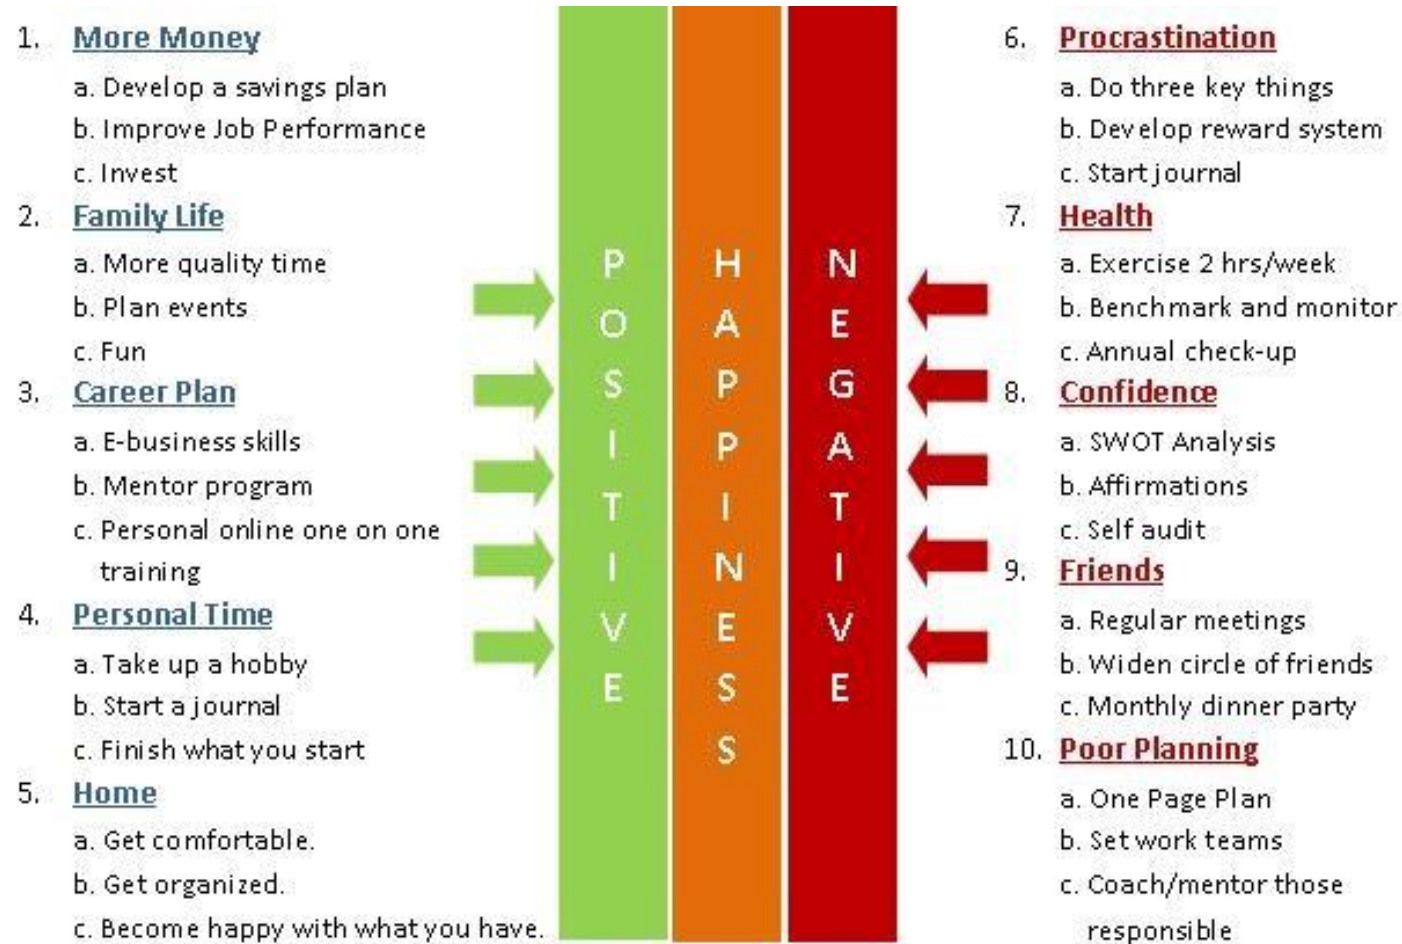 1. More Money
a. Develop a savings plan
b. Improve Job Performance
c. Invest
2. Family Life
a. More quality time
b. Plan events
c. Fun
3. Career Plan
a. E-business skills
b. Mentor program
c. Personal online one on one
training
4. Personal Time
a. Take up a hobby
b. Start a journal
c. Finish what you start
5. Home
a. Get comfortable.
b. Get organized.
c. Become happy with what you have.
POSITIVE
HAPPINESS
NEGATIVE
6. Procrastination
a. Do three key things
b. Develop reward system
c. Start journal
7. Health
a. Exercise 2 hrs/week
b. Benchmark and monitor
c. Annual check-up
8. Confidence
a. SWOT Analysis
b. Affirmations
c. Self audit
9. Friends
a. Regular meetings
b. Widen circle of friends
c. Monthly dinner party
10. Poor Planning
a. One Page Plan
b. Set work teams
c. Coach/mentor those
responsible